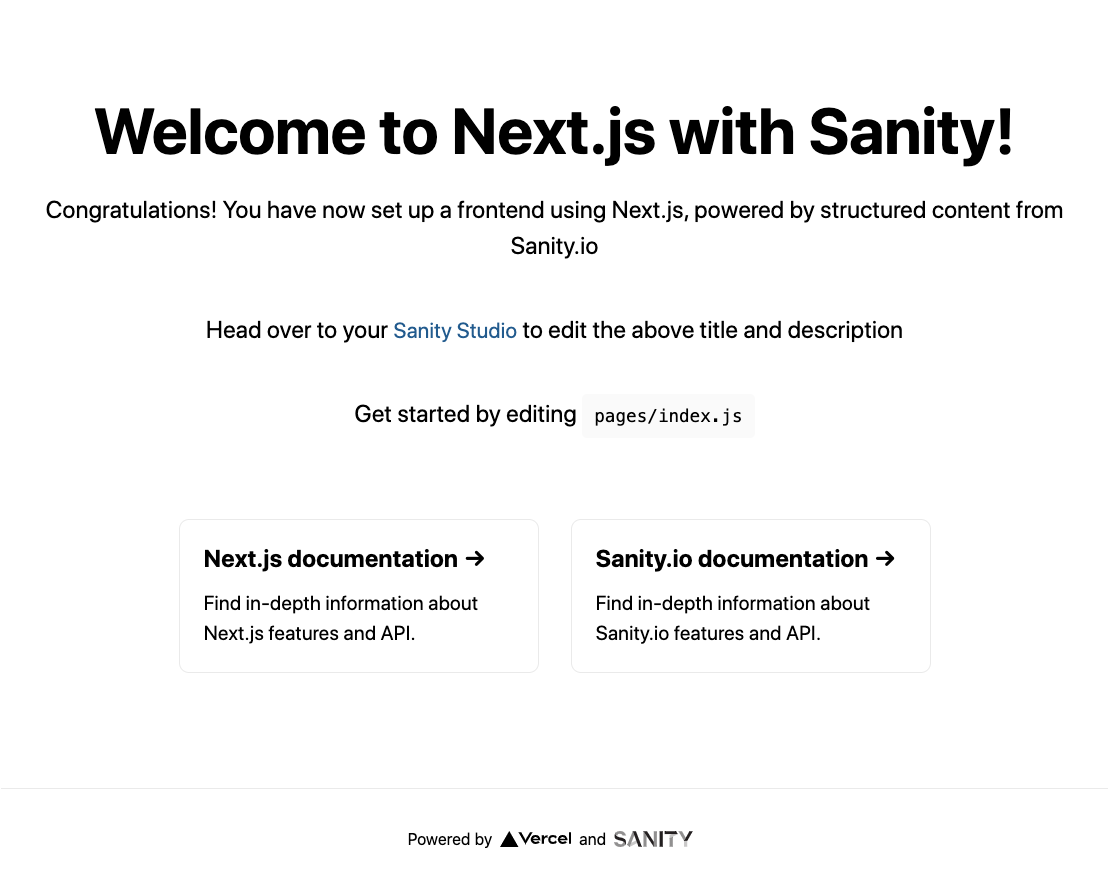 Welcome to Next.js with Sanity!
Congratulations! You have now set up a frontend using Next.js, powered by structured content from
Sanity.io
Head over to your Sanity Studio to edit the above title and description
Get started by editing pages/index.js
Next.js documentation →
Find in-depth information about
Next.js features and API.
Sanity.io documentation →
Find in-depth information about
Sanity.io features and API.
Powered by Vercel and SANITY